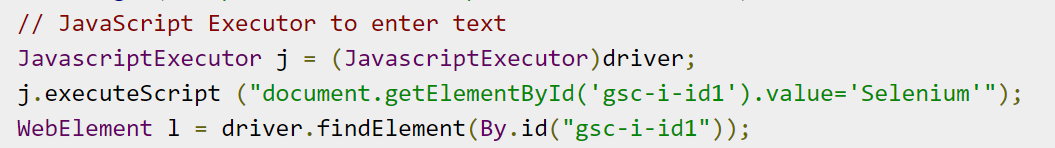 // JavaScript Executor to enter text
JavascriptExecutor j = (JavascriptExecutor)driver;
j.executeScript ("document.getElementById('gsc-i-id1').value='Selenium'");
WebElement l = driver.findElement(By.id("gsc-i-id1"));